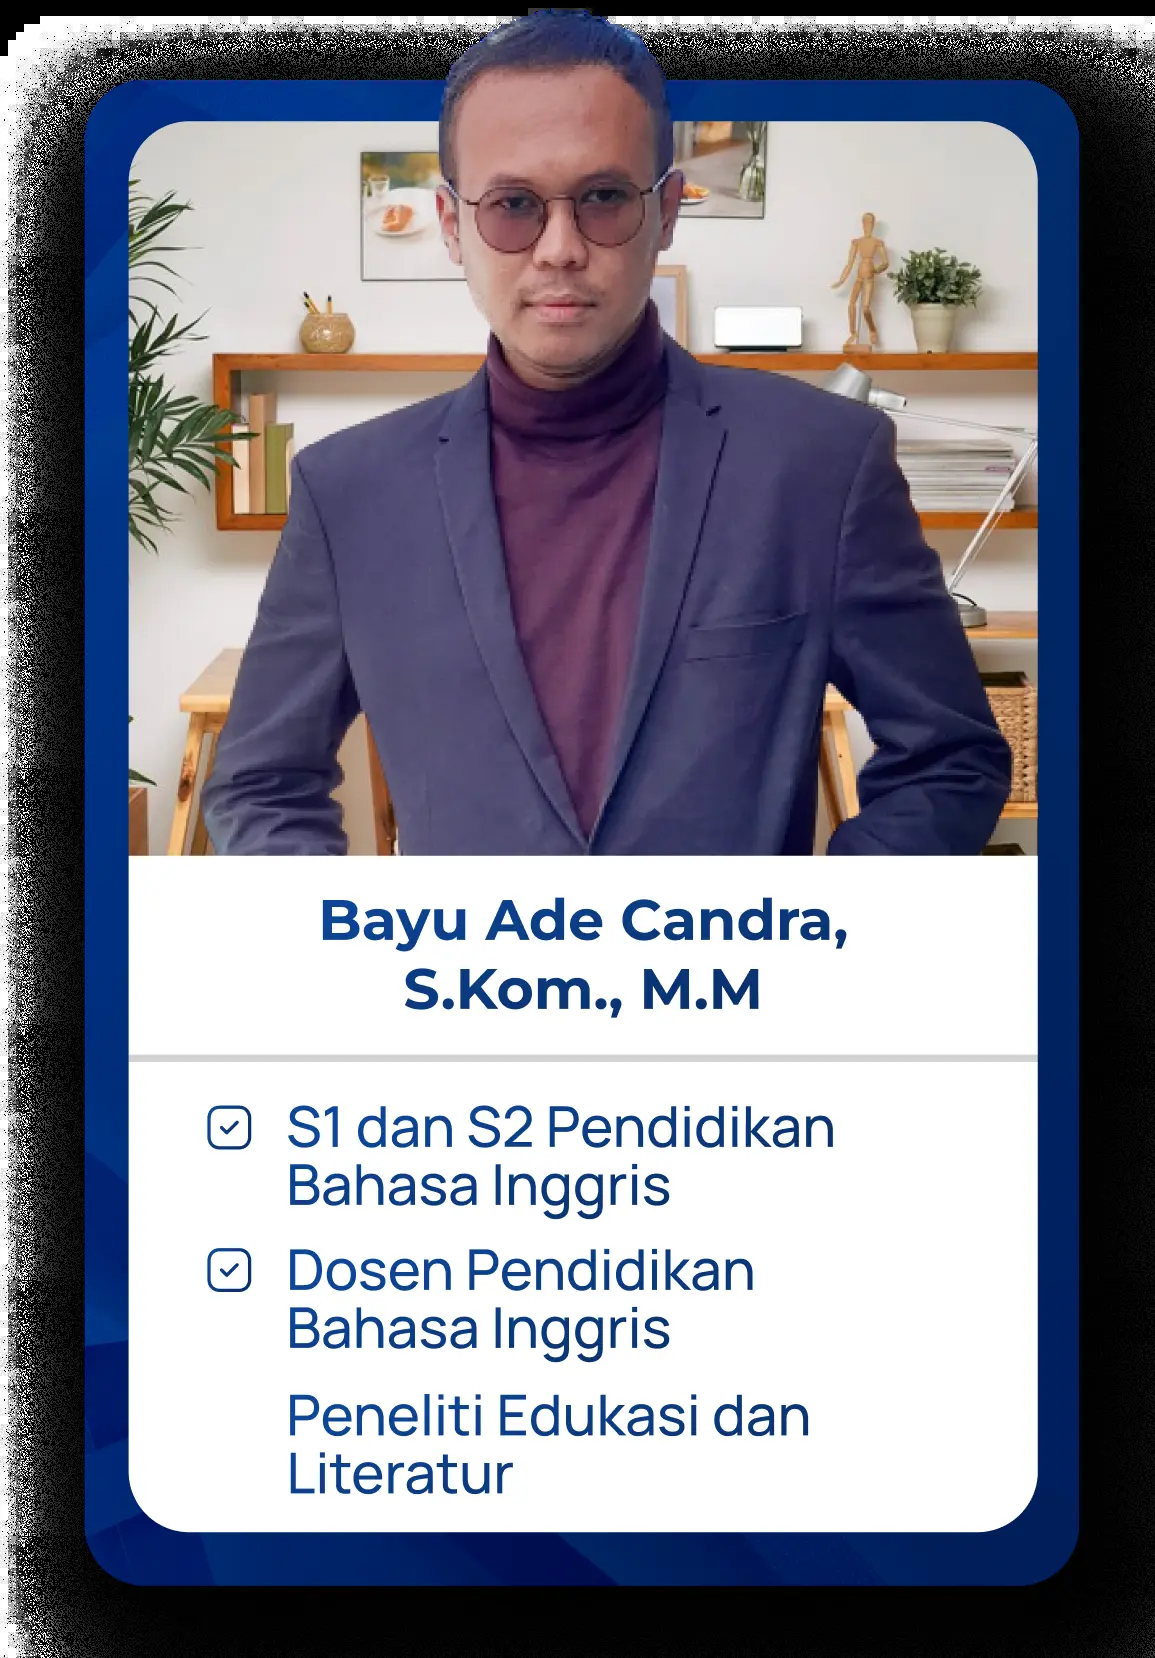 Bayu Ade Candra,
S.Kom., M.M
S1 dan S2 Pendidikan
Bahasa Inggris
Dosen Pendidikan
Bahasa Inggris
Peneliti Edukasi dan
Literatur